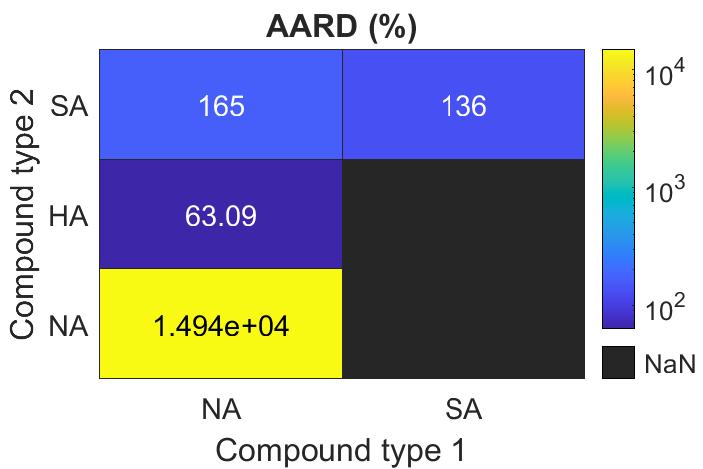 AARD (%)
Compound type 2
SA
165
136
HA
63.09
NA
1.494e+04
NA
SA
Compound type 1
10^4
10^3
10^2
NaN